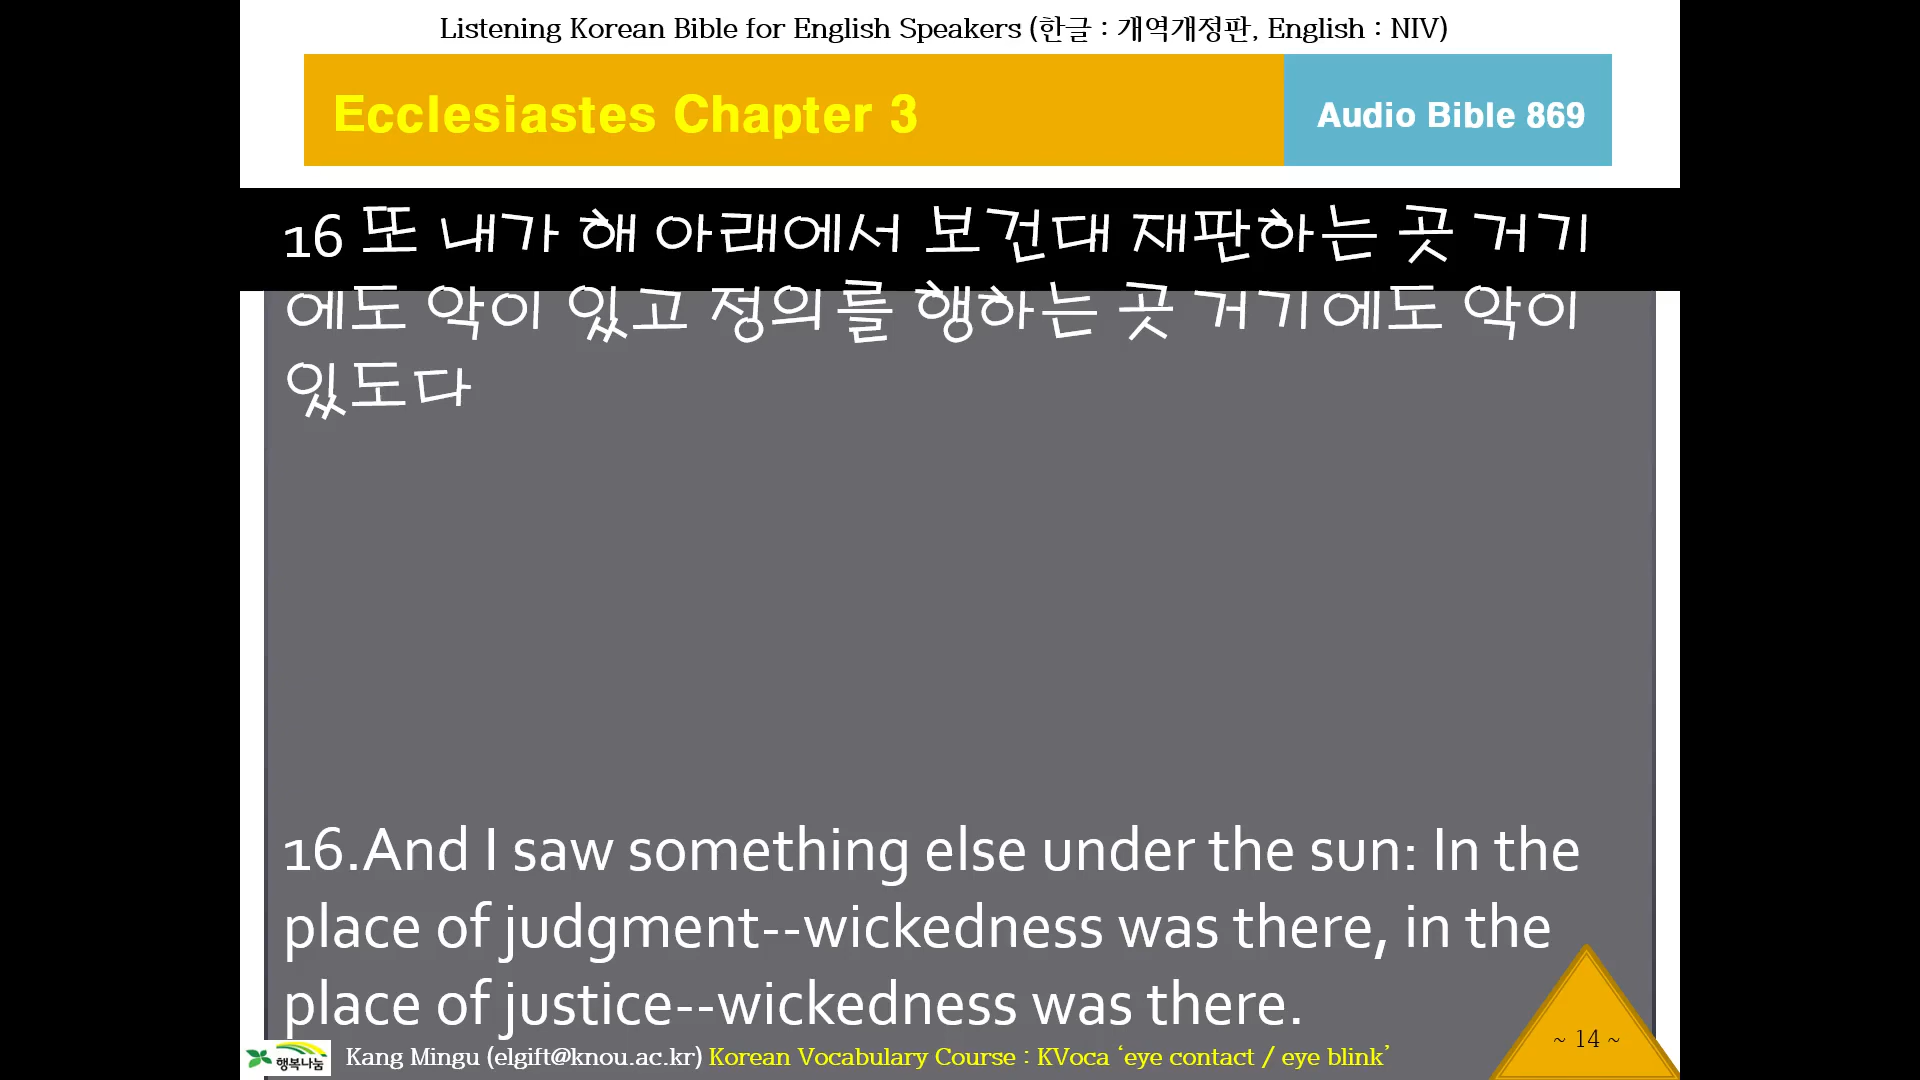 Listening Korean Bible for English Speakers (한글 : 개역개정판, English : NIV)
Ecclesiastes Chapter 3
Audio Bible 869
16 또 내가 해 아래에서 보건대 재판하는 곳 거기
에도 악이 있고 정의를 행하는 곳 거기에도 악이
있도다
16.And I saw something else under the sun: In the
place of judgment--wickedness was there, in the
place of justice--wickedness was there.
~ 14 ~
행복나눔
Kang Mingu (elgift@knou.ac.kr) Korean Vocabulary Course : KVoca ‘eye contact / eye blink’